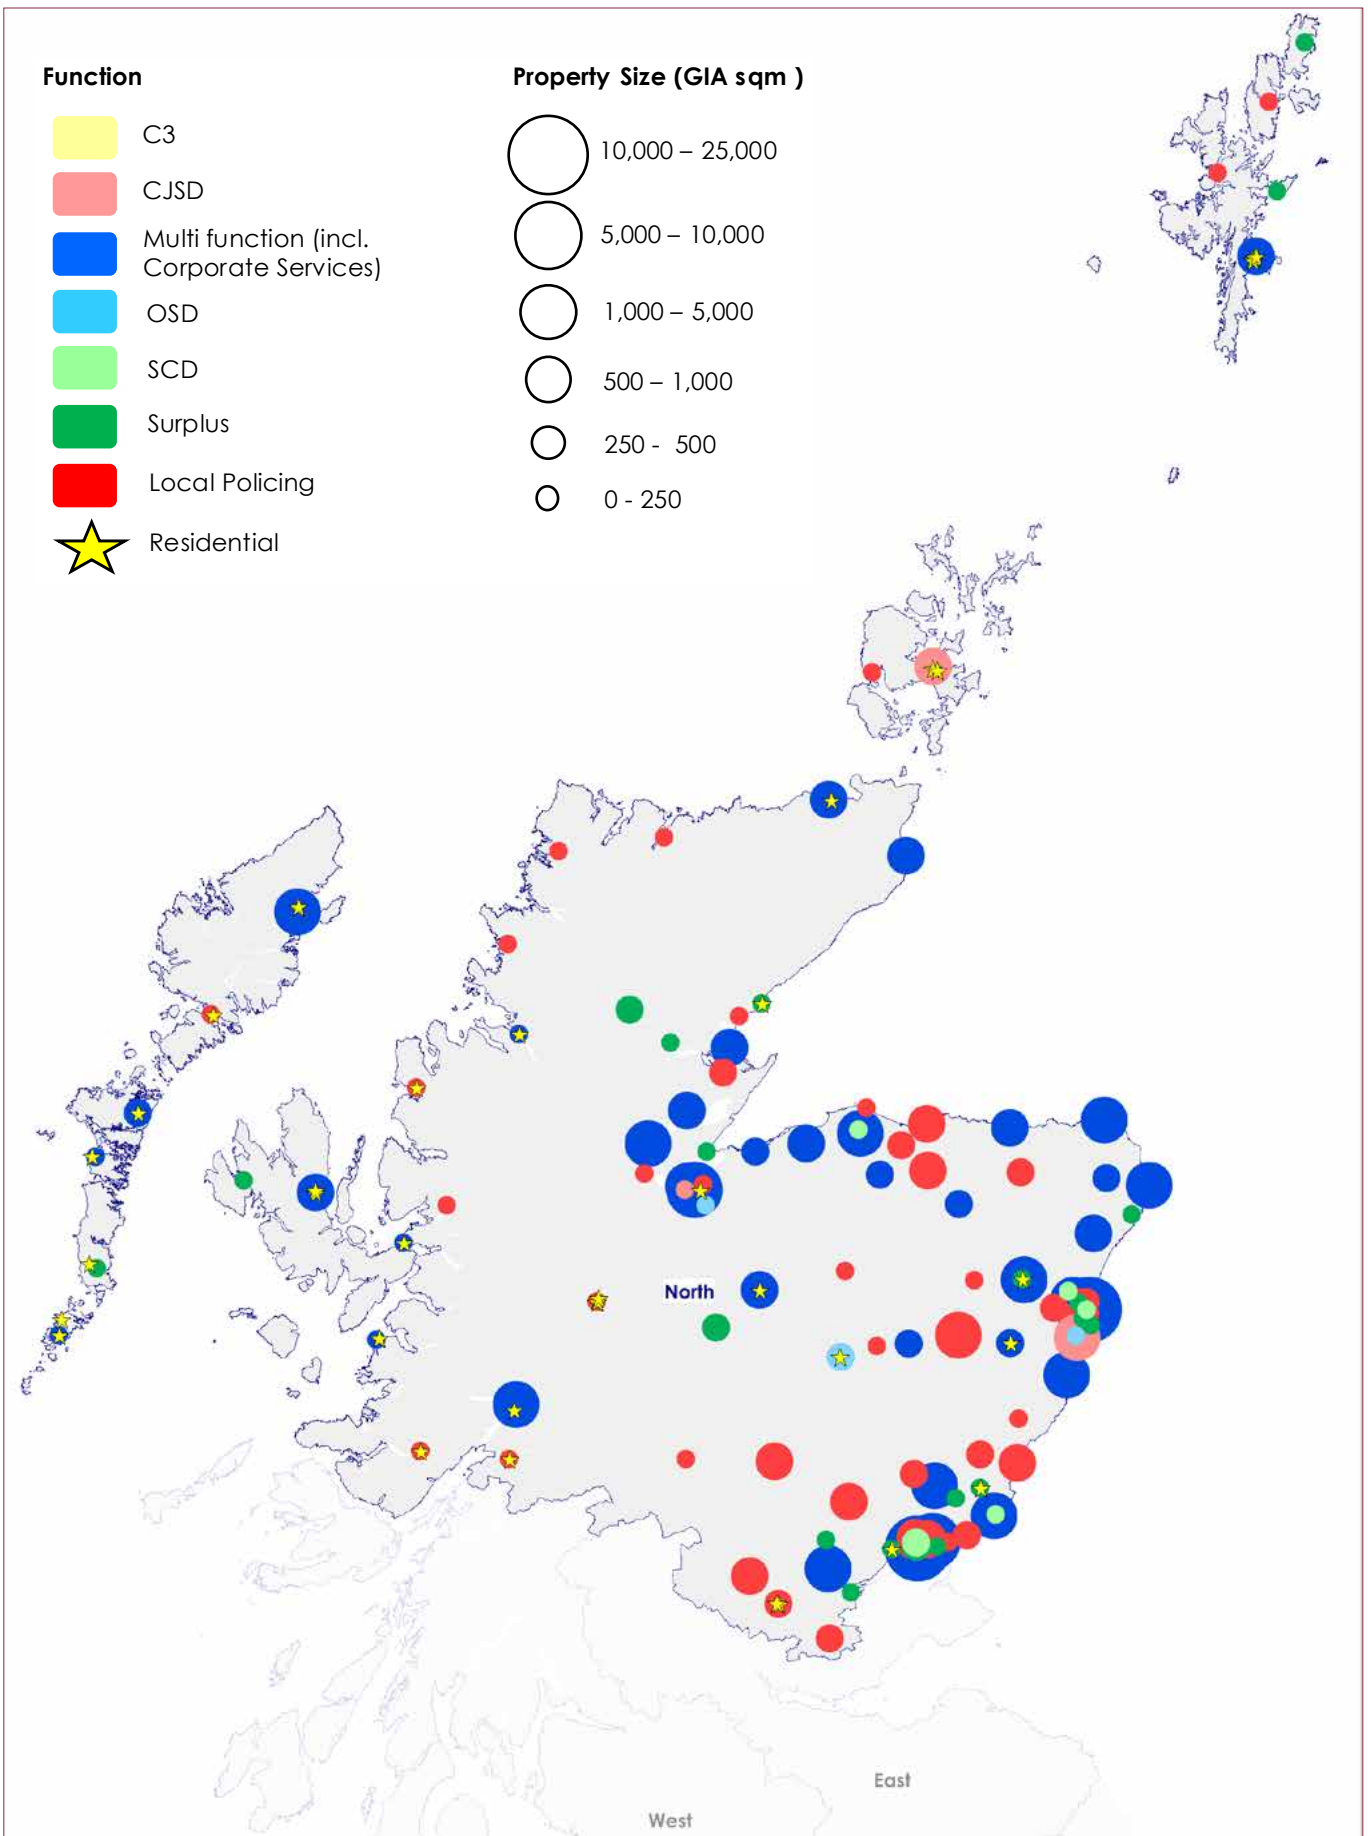 Function
C3
CJSD
Multi function (incl.
Corporate Services)
OSD
SCD
Surplus
Local Policing
Residential
Property Size (GIA sqm )
10,000 – 25,000
5,000 – 10,000
1,000 – 5,000
500 – 1,000
250 - 500
0 - 250
North
East
West